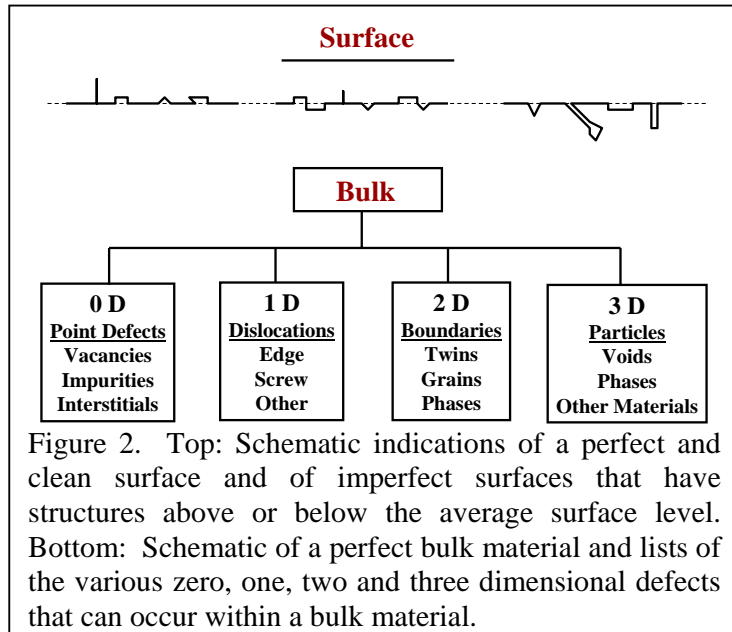 Surface
Bulk
0 D
Point Defects
Vacancies
Impurities
Interstitials
1 D
Dislocations
Edge
Screw
Other
2 D
Boundaries
Twins
Grains
Phases
3 D
Particles
Voids
Phases
Other Materials
Figure 2. Top: Schematic indications of a perfect and
clean surface and of imperfect surfaces that have
structures above or below the average surface level.
Bottom: Schematic of a perfect bulk material and lists of
the various zero, one, two and three dimensional defects
that can occur within a bulk material.